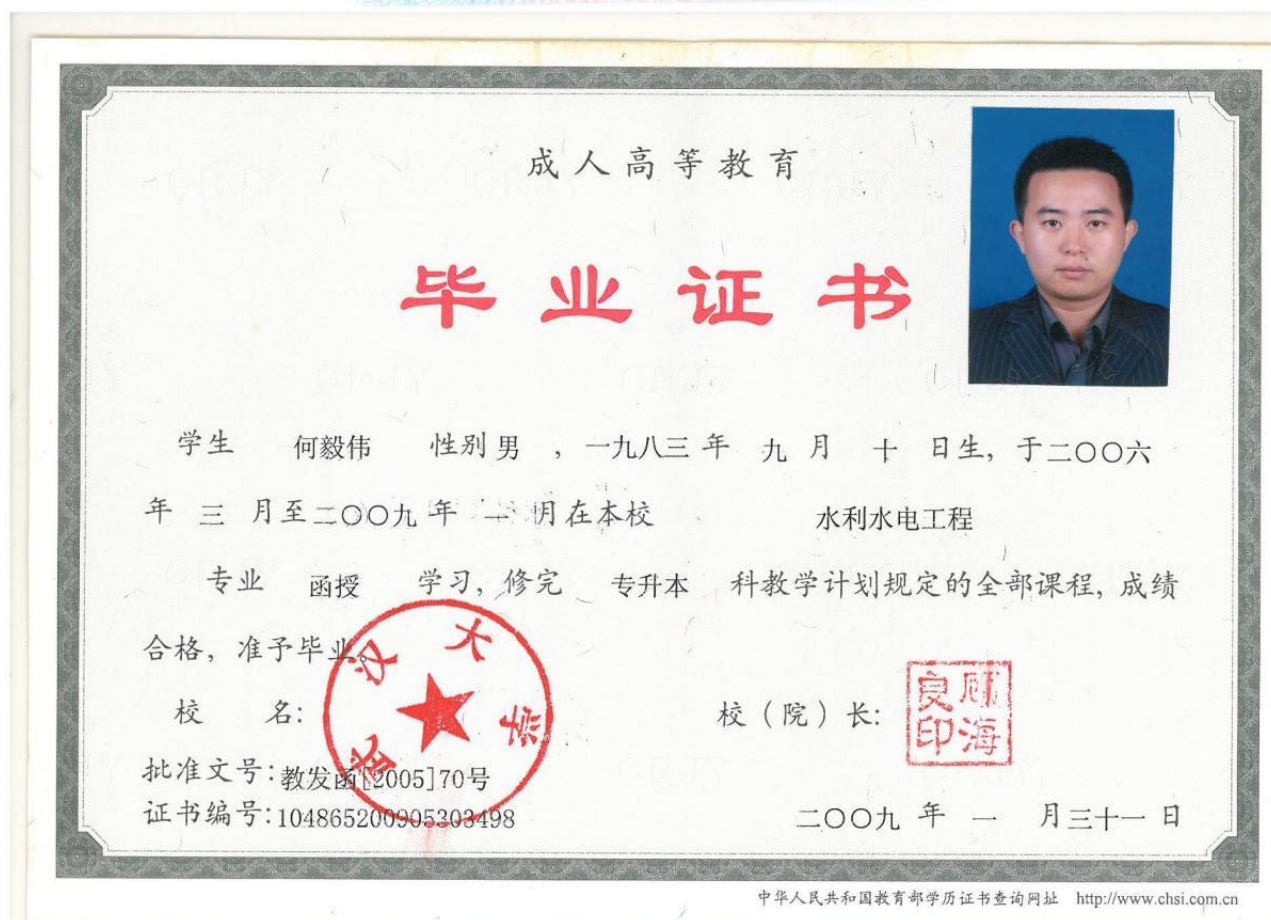 成人高等教育
毕业证书
学生 何毅伟 性别 男 ，一九八三 年 九 月 十 日生, 于二〇〇六
年 三 月至二〇〇九 年 一 月在本校 水利水电工程
专业 函授 学习, 修完 专升本 科教学计划规定的全部课程, 成绩
合格, 准予毕业。
武汉大学
校 名: 校（院）长:
顾海良印
批准文号:教发函[2005]70号
证书编号:104865200905303498
二〇〇九 年 一 月三十一 日
中华人民共和国教育部学历证书查询网址 http://www.chsi.com.cn